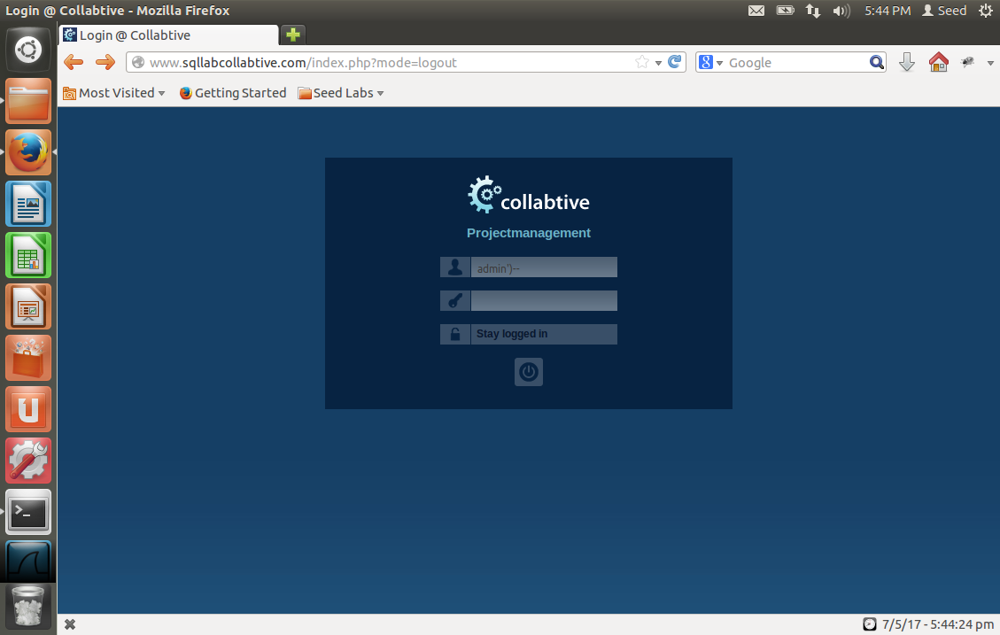 Login @ Collabtive - Mozilla Firefox
5:44 PM
Seed
Login @ Collabtive
www.sqllabcollabtive.com/index.php?mode=logout
8
Google
Most Visited
Getting Started
Seed Labs
collabtive
Projectmanagement
admin')--
Stay logged in
U
>_
7/5/17 - 5:44:24 pm